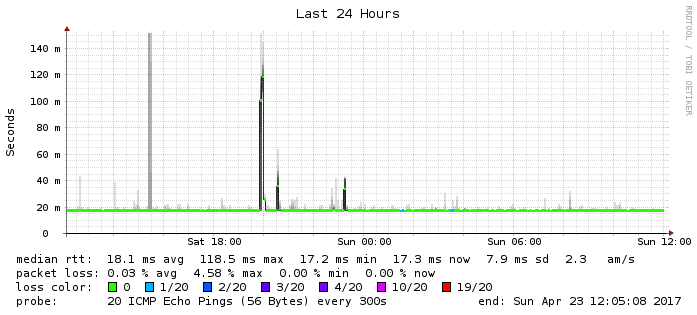 Last 24 Hours
RRDTOOL / TOBI OETIKER
Seconds
140 m
120 m
100 m
80 m
60 m
40 m
20 m
0
Sat 18:00 Sun 00:00 Sun 06:00 Sun 12:00
median rtt: 18.1 ms avg 118.5 ms max 17.2 ms min 17.3 ms now 7.9 ms sd 2.3 am/s
packet loss: 0.03 % avg 4.58 % max 0.00 % min 0.00 % now
loss color: 0 1/20 2/20 3/20 4/20 10/20 19/20
probe: 20 ICMP Echo Pings (56 Bytes) every 300s end: Sun Apr 23 12:05:08 2017